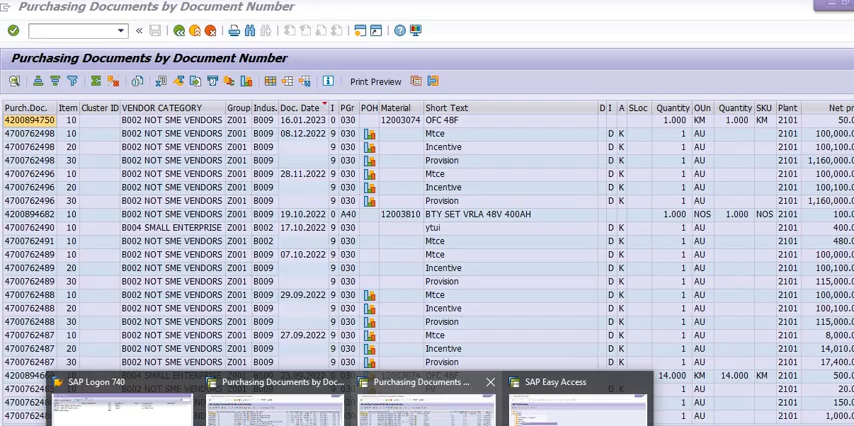 Purchasing Documents by Document Number
Purchasing Documents by Document Number
Print Preview
Purch.Doc. Item Cluster ID VENDOR CATEGORY Group Indus. Doc. Date I PGr POH Material Short Text D I A SLoc Quantity OUn Quantity SKU Plant Net pr
4200894750 10 B002 NOT SME VENDORS Z001 B009 16.01.2023 0 030 12003074 OFC 48F 1.000 KM 1.000 KM 2101 50.0
4700762498 10 B002 NOT SME VENDORS Z001 B009 08.12.2022 9 030 Mtce D K 1 AU 2101 100,000.
4700762498 20 B002 NOT SME VENDORS Z001 B009 9 030 Incentive D K 1 AU 2101 100,100.
4700762498 30 B002 NOT SME VENDORS Z001 B009 9 030 Provision D K 1 AU 2101 1,160,000.
4700762496 10 B002 NOT SME VENDORS Z001 B009 28.11.2022 9 030 Mtce D K 1 AU 2101 100,000.
4700762496 20 B002 NOT SME VENDORS Z001 B009 9 030 Incentive D K 1 AU 2101 100,100.
4700762496 30 B002 NOT SME VENDORS Z001 B009 9 030 Provision D K 1 AU 2101 1,160,000.
4200894682 10 B002 NOT SME VENDORS Z001 B009 19.10.2022 0 A40 12003810 BTY SET VRLA 48V 400AH 1.000 NOS 1.000 NOS 2101 100.
4700762490 10 B004 SMALL ENTERPRISE Z001 B002 17.10.2022 9 030 ytui D K 1 AU 2101 400.
4700762491 10 B002 NOT SME VENDORS Z001 B002 9 030 Mtce D K 1 AU 2101 480.
4700762489 10 B002 NOT SME VENDORS Z001 B009 07.10.2022 9 030 Mtce D K 1 AU 2101 100,000.
4700762489 20 B002 NOT SME VENDORS Z001 B009 9 030 Incentive D K 1 AU 2101 100,100.
4700762489 30 B002 NOT SME VENDORS Z001 B009 9 030 Provision D K 1 AU 2101 115,000.
4700762488 10 B002 NOT SME VENDORS Z001 B009 29.09.2022 9 030 Mtce D K 1 AU 2101 100,000.
4700762488 20 B002 NOT SME VENDORS Z001 B009 9 030 Incentive D K 1 AU 2101 100,100.
4700762488 30 B002 NOT SME VENDORS Z001 B009 9 030 Provision D K 1 AU 2101 115,000.
4700762487 10 B002 NOT SME VENDORS Z001 B009 27.09.2022 9 030 Mtce D K 1 AU 2101 8,000.
4700762487 20 B002 NOT SME VENDORS Z001 B009 9 030 Incentive D K 1 AU 2101 14,010.
4700762487 30 B002 NOT SME VENDORS Z001 B009 9 030 Provision D K 1 AU 2101 17,400.
14.000 KM 14.000 KM 2101 500.
SAP Logon 740 Purchasing Documents by Doc... Purchasing Documents ... SAP Easy Access
1 AU 2101 20.0
1 AU 2101 150.
1 AU 2101 1,000.